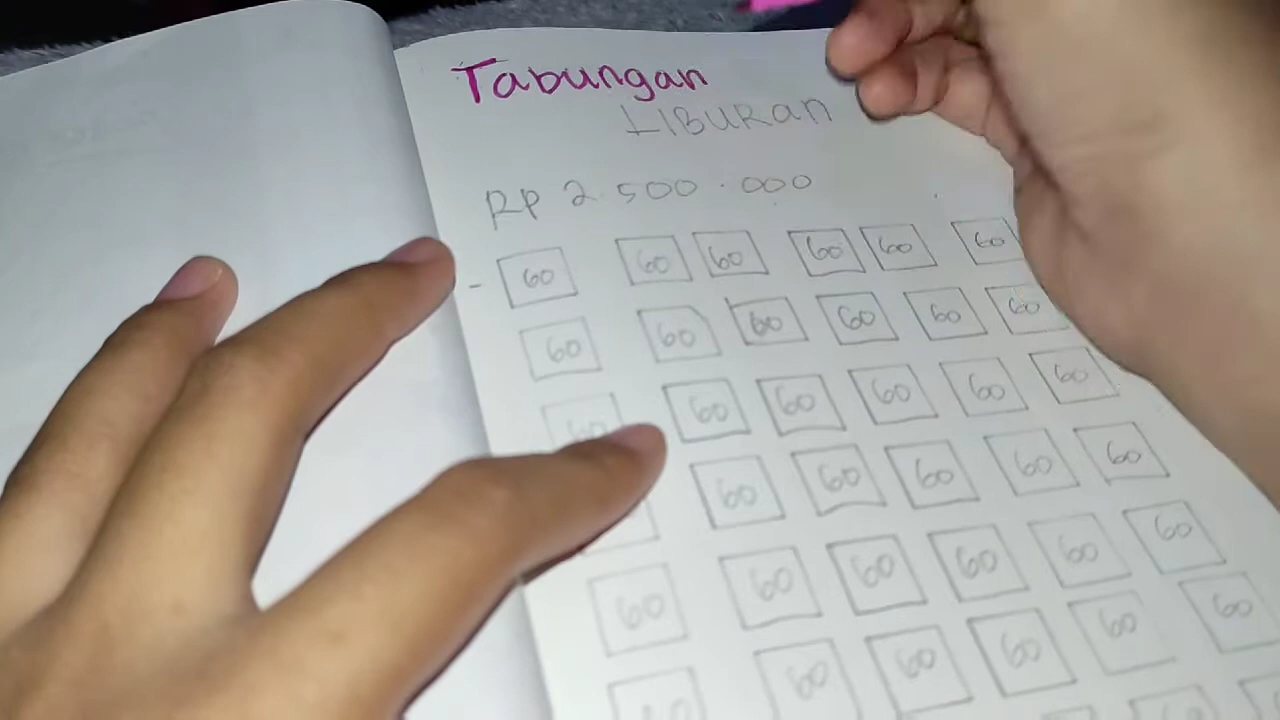 Tabungan
LIBURan
RP 2.500.000
- 60 60 60 60 60 60
60 60 60 60 60 60
60 60 60 60 60 60
60 60 60 60 60
60 60 60 60 60 60
60 60 60 60 60 60